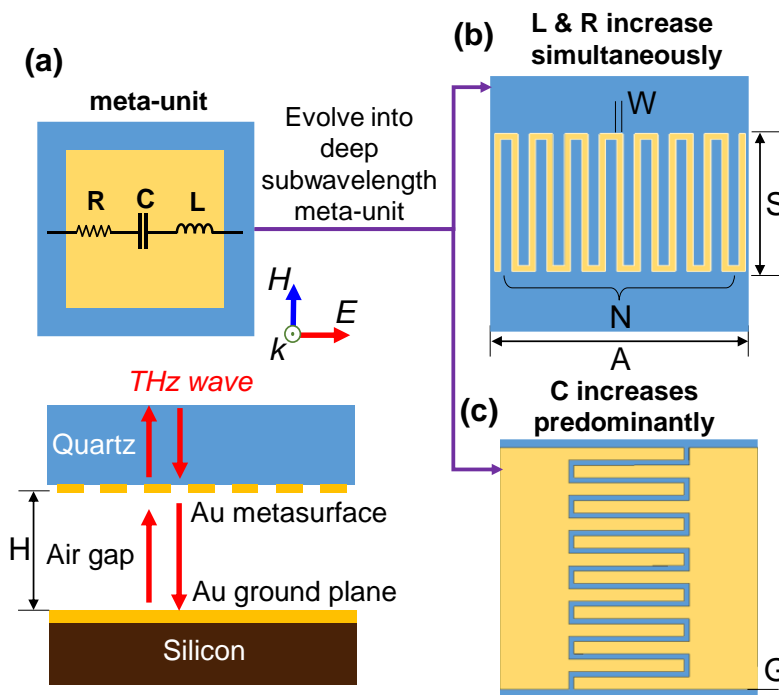 (a)
meta-unit
R
C
L
Evolve into
deep
subwavelength
meta-unit
H
E
k
THz wave
Quartz
Au metasurface
H
Air gap
Au ground plane
Silicon
(b)
L & R increase
simultaneously
W
S
N
A
(c)
C increases
predominantly
G